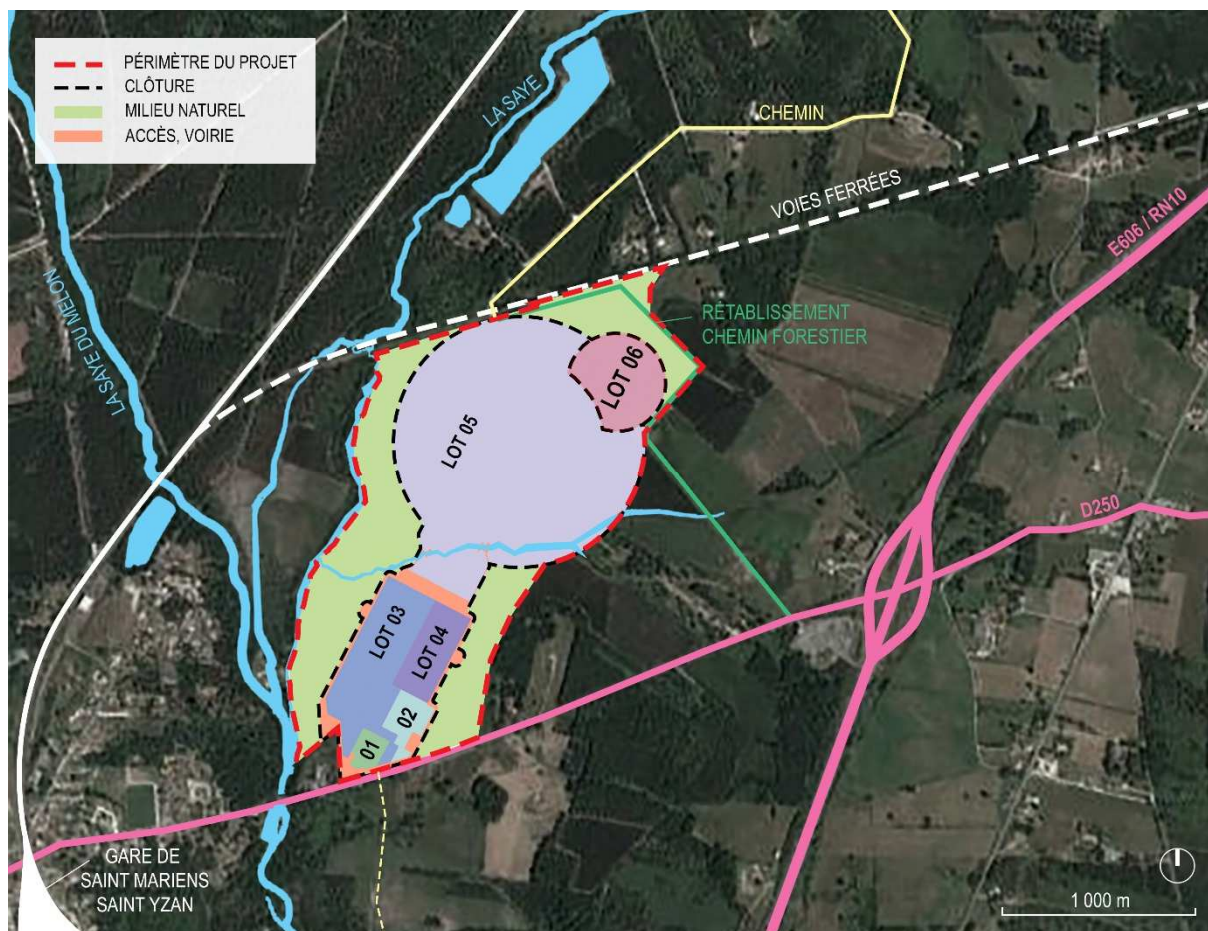 PÉRIMÈTRE DU PROJET
CLÔTURE
MILIEU NATUREL
ACCÈS, VOIRIE
LA SAYE
CHEMIN
VOIES FERRÉES
E606 / RN10
LA SAYE DU MELON
RÉTABLISSEMENT
CHEMIN FORESTIER
LOT 06
LOT 05
D250
LOT 03
LOT 04
02
01
GARE DE
SAINT MARIENS
SAINT YZAN
1 000 m